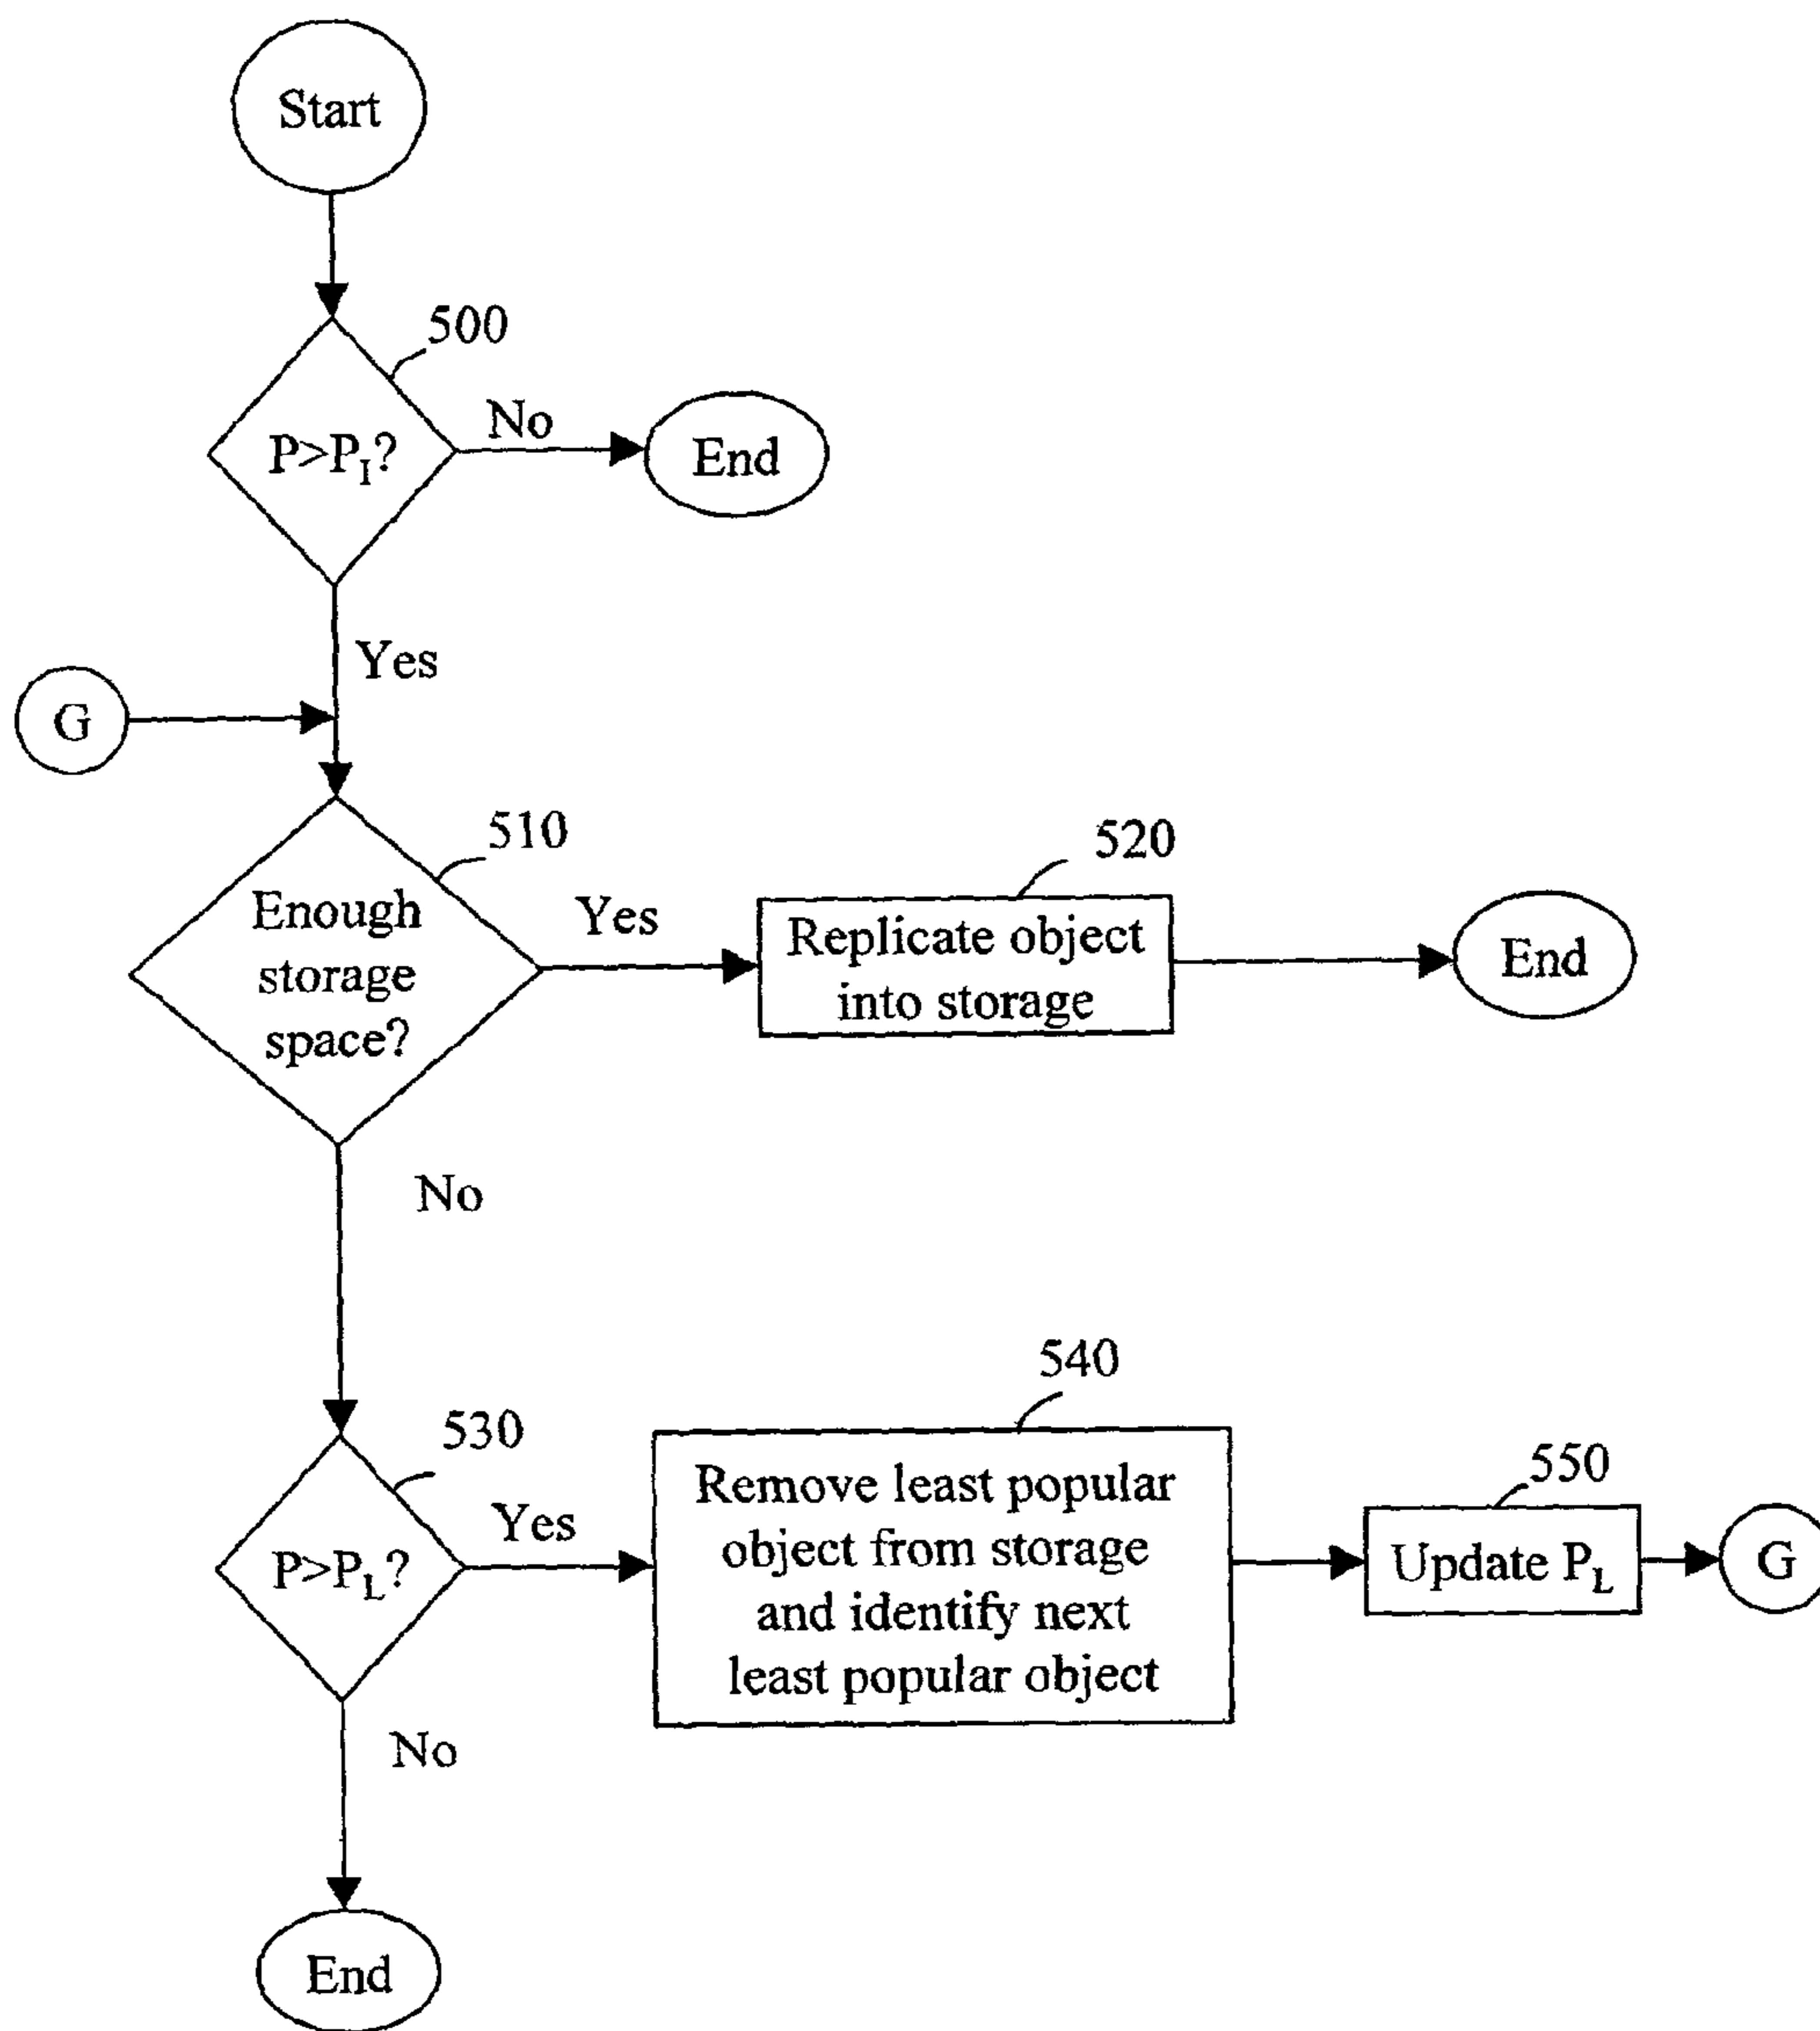 Start
500
P>P_I?
No
End
Yes
G
510
Enough
storage
space?
Yes
520
Replicate object
into storage
End
No
530
P>P_L?
Yes
540
Remove least popular
object from storage
and identify next
least popular object
550
Update P_L
G
No
End